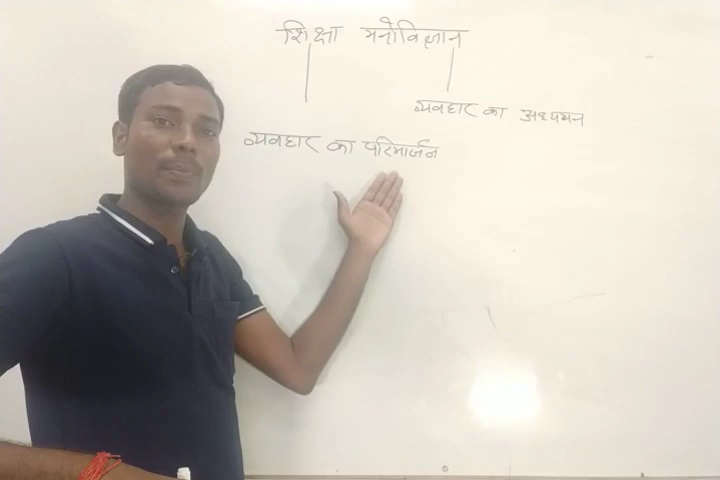 शिक्षा मनोविज्ञान
व्यवहार का अध्ययन
व्यवहार का परिमार्जन